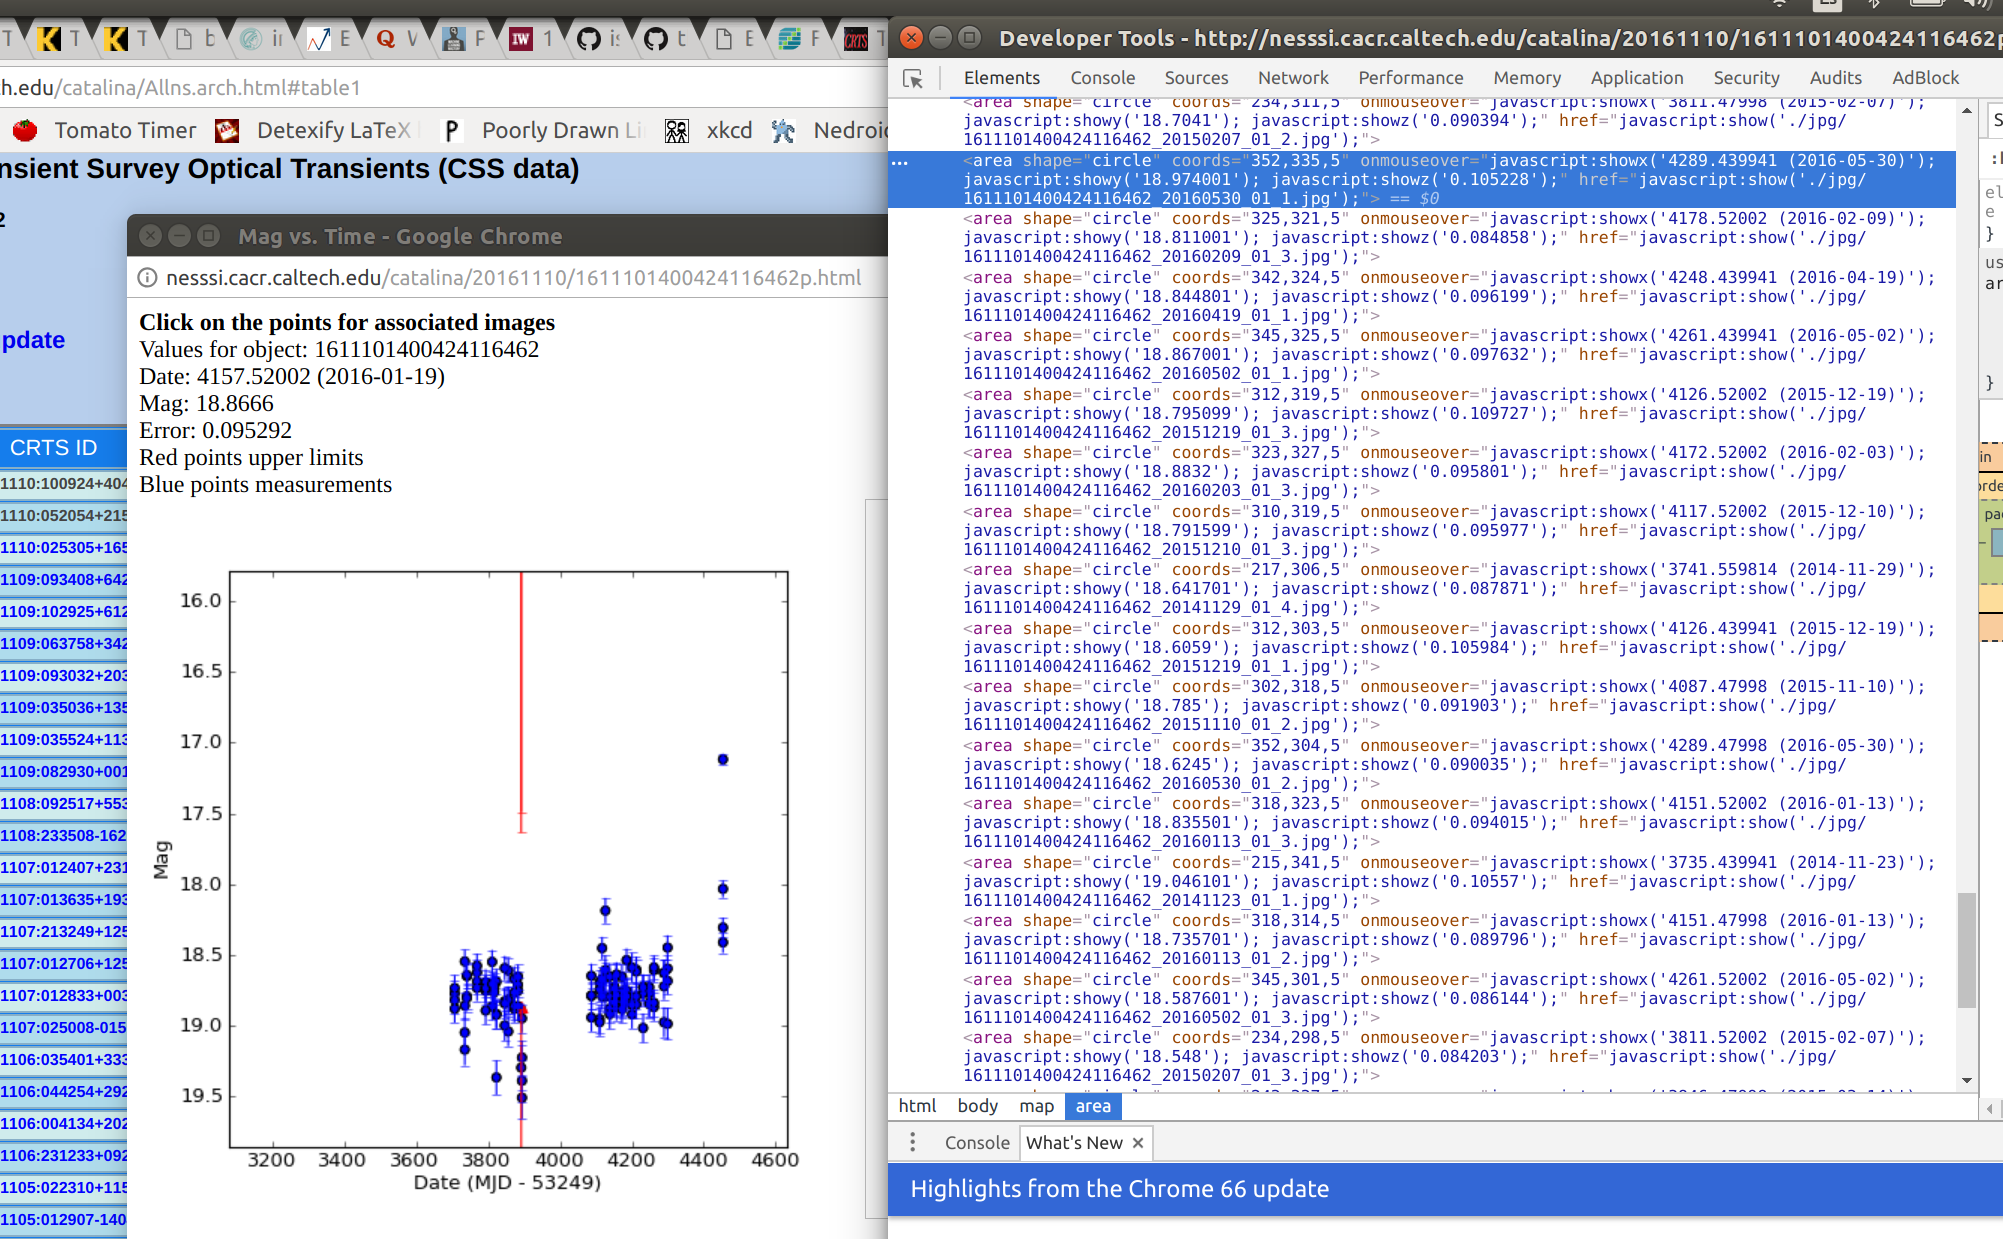 Developer Tools - http://nesssi.cacr.caltech.edu/catalina/20161110/1611101400424116462p
h.edu/catalina/Allns.arch.html#table1
Tomato Timer Detexify LaTeX P Poorly Drawn Li xkcd Nedroid
nsient Survey Optical Transients (CSS data)
2
pdate
CRTS ID
1110:100924+404
1110:052054+215
1110:025305+165
1109:093408+642
1109:102925+612
1109:063758+342
1109:093032+203
1109:035036+135
1109:035524+113
1109:082930+001
1108:092517+553
1108:233508-162
1107:012407+231
1107:013635+193
1107:213249+125
1107:012706+125
1107:012833+003
1107:025008-015
1106:035401+333
1106:044254+292
1106:004134+202
1106:231233+092
1105:022310+115
1105:012907-140
Mag vs. Time - Google Chrome
nesssi.cacr.caltech.edu/catalina/20161110/1611101400424116462p.html
Click on the points for associated images
Values for object: 1611101400424116462
Date: 4157.52002 (2016-01-19)
Mag: 18.8666
Error: 0.095292
Red points upper limits
Blue points measurements
16.0
16.5
17.0
17.5
18.0
18.5
19.0
19.5
Mag
3200 3400 3600 3800 4000 4200 4400 4600
Date (MJD - 53249)
Elements Console Sources Network Performance Memory Application Security Audits AdBlock
<area shape="circle" coords="234,311,5" onmouseover="javascript:showx('3811.47998 (2015-02-07)');
javascript:showy('18.7041'); javascript:showz('0.090394');" href="javascript:show('./jpg/
1611101400424116462_20150207_01_2.jpg');">
<area shape="circle" coords="352,335,5" onmouseover="javascript:showx('4289.439941 (2016-05-30)');
javascript:showy('18.974001'); javascript:showz('0.105228');" href="javascript:show('./jpg/
1611101400424116462_20160530_01_1.jpg');"> == $0
<area shape="circle" coords="325,321,5" onmouseover="javascript:showx('4178.52002 (2016-02-09)');
javascript:showy('18.811001'); javascript:showz('0.084858');" href="javascript:show('./jpg/
1611101400424116462_20160209_01_3.jpg');">
<area shape="circle" coords="342,324,5" onmouseover="javascript:showx('4248.439941 (2016-04-19)');
javascript:showy('18.844801'); javascript:showz('0.096199');" href="javascript:show('./jpg/
1611101400424116462_20160419_01_1.jpg');">
<area shape="circle" coords="345,325,5" onmouseover="javascript:showx('4261.439941 (2016-05-02)');
javascript:showy('18.867001'); javascript:showz('0.097632');" href="javascript:show('./jpg/
1611101400424116462_20160502_01_1.jpg');">
<area shape="circle" coords="312,319,5" onmouseover="javascript:showx('4126.52002 (2015-12-19)');
javascript:showy('18.795099'); javascript:showz('0.109727');" href="javascript:show('./jpg/
1611101400424116462_20151219_01_3.jpg');">
<area shape="circle" coords="323,327,5" onmouseover="javascript:showx('4172.52002 (2016-02-03)');
javascript:showy('18.8832'); javascript:showz('0.095801');" href="javascript:show('./jpg/
1611101400424116462_20160203_01_3.jpg');">
<area shape="circle" coords="310,319,5" onmouseover="javascript:showx('4117.52002 (2015-12-10)');
javascript:showy('18.791599'); javascript:showz('0.095977');" href="javascript:show('./jpg/
1611101400424116462_20151210_01_3.jpg');">
<area shape="circle" coords="217,306,5" onmouseover="javascript:showx('3741.559814 (2014-11-29)');
javascript:showy('18.641701'); javascript:showz('0.087871');" href="javascript:show('./jpg/
1611101400424116462_20141129_01_4.jpg');">
<area shape="circle" coords="312,303,5" onmouseover="javascript:showx('4126.439941 (2015-12-19)');
javascript:showy('18.6059'); javascript:showz('0.105984');" href="javascript:show('./jpg/
1611101400424116462_20151219_01_1.jpg');">
<area shape="circle" coords="302,318,5" onmouseover="javascript:showx('4087.47998 (2015-11-10)');
javascript:showy('18.785'); javascript:showz('0.091903');" href="javascript:show('./jpg/
1611101400424116462_20151110_01_2.jpg');">
<area shape="circle" coords="352,304,5" onmouseover="javascript:showx('4289.47998 (2016-05-30)');
javascript:showy('18.6245'); javascript:showz('0.090035');" href="javascript:show('./jpg/
1611101400424116462_20160530_01_2.jpg');">
<area shape="circle" coords="318,323,5" onmouseover="javascript:showx('4151.52002 (2016-01-13)');
javascript:showy('18.835501'); javascript:showz('0.094015');" href="javascript:show('./jpg/
1611101400424116462_20160113_01_3.jpg');">
<area shape="circle" coords="215,341,5" onmouseover="javascript:showx('3735.439941 (2014-11-23)');
javascript:showy('19.046101'); javascript:showz('0.10557');" href="javascript:show('./jpg/
1611101400424116462_20141123_01_1.jpg');">
<area shape="circle" coords="318,314,5" onmouseover="javascript:showx('4151.47998 (2016-01-13)');
javascript:showy('18.735701'); javascript:showz('0.089796');" href="javascript:show('./jpg/
1611101400424116462_20160113_01_2.jpg');">
<area shape="circle" coords="345,301,5" onmouseover="javascript:showx('4261.52002 (2016-05-02)');
javascript:showy('18.587601'); javascript:showz('0.086144');" href="javascript:show('./jpg/
1611101400424116462_20160502_01_3.jpg');">
<area shape="circle" coords="234,298,5" onmouseover="javascript:showx('3811.52002 (2015-02-07)');
javascript:showy('18.548'); javascript:showz('0.084203');" href="javascript:show('./jpg/
1611101400424116462_20150207_01_3.jpg');">
html body map area
Console What's New ×
Highlights from the Chrome 66 update